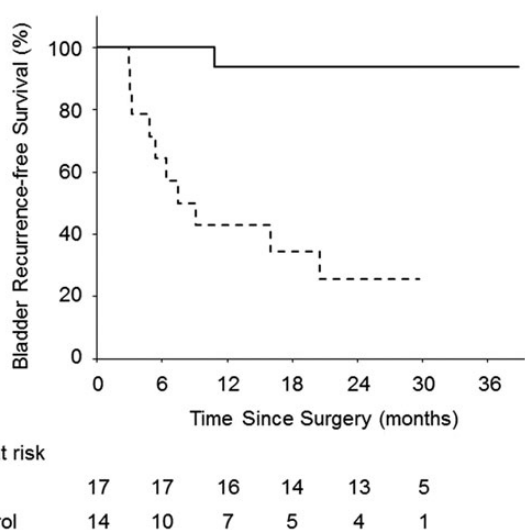 Bladder Recurrence-free Survival (%)
100
80
60
40
20
0
0 6 12 18 24 30 36
Time Since Surgery (months)
t risk
17 17 16 14 13 5
rol 14 10 7 5 4 1